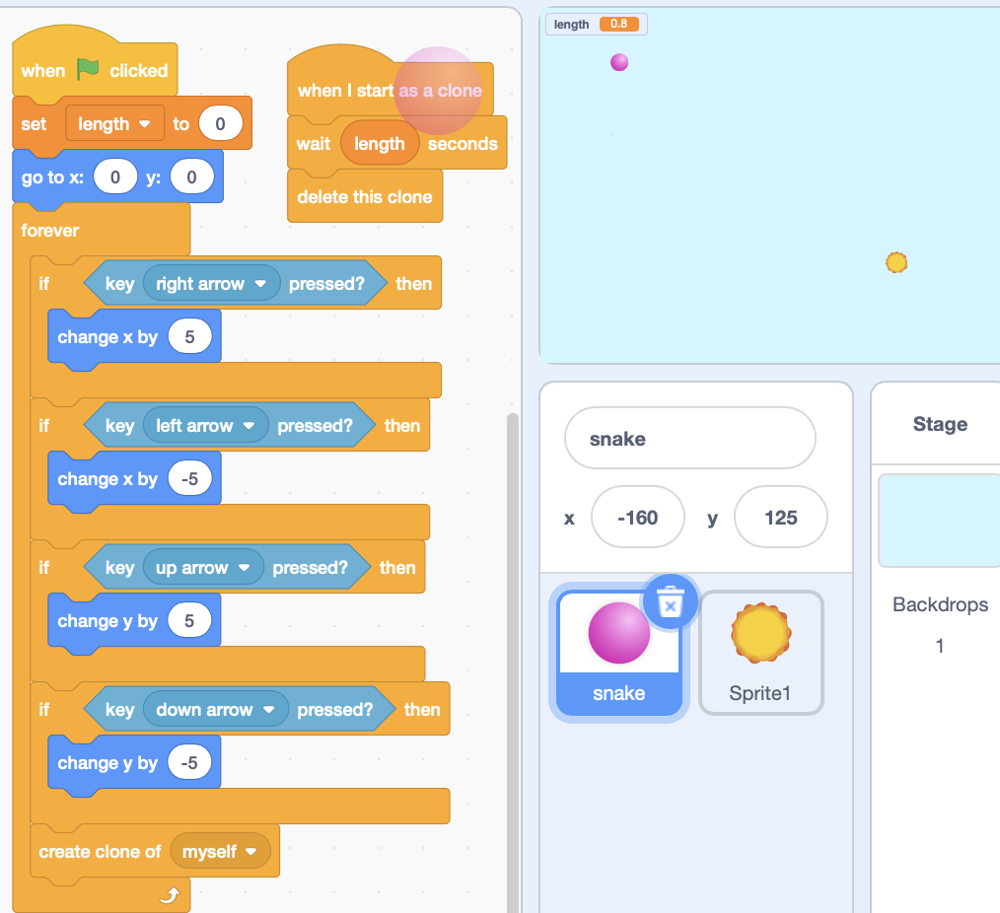 when clicked
set length to 0
go to x: 0 y: 0
forever
if key right arrow pressed? then
change x by 5
if key left arrow pressed? then
change x by -5
if key up arrow pressed? then
change y by 5
if key down arrow pressed? then
change y by -5
create clone of myself
when I start as a clone
wait length seconds
delete this clone
length 0.8
snake
x -160 y 125
snake
Sprite1
Stage
Backdrops
1